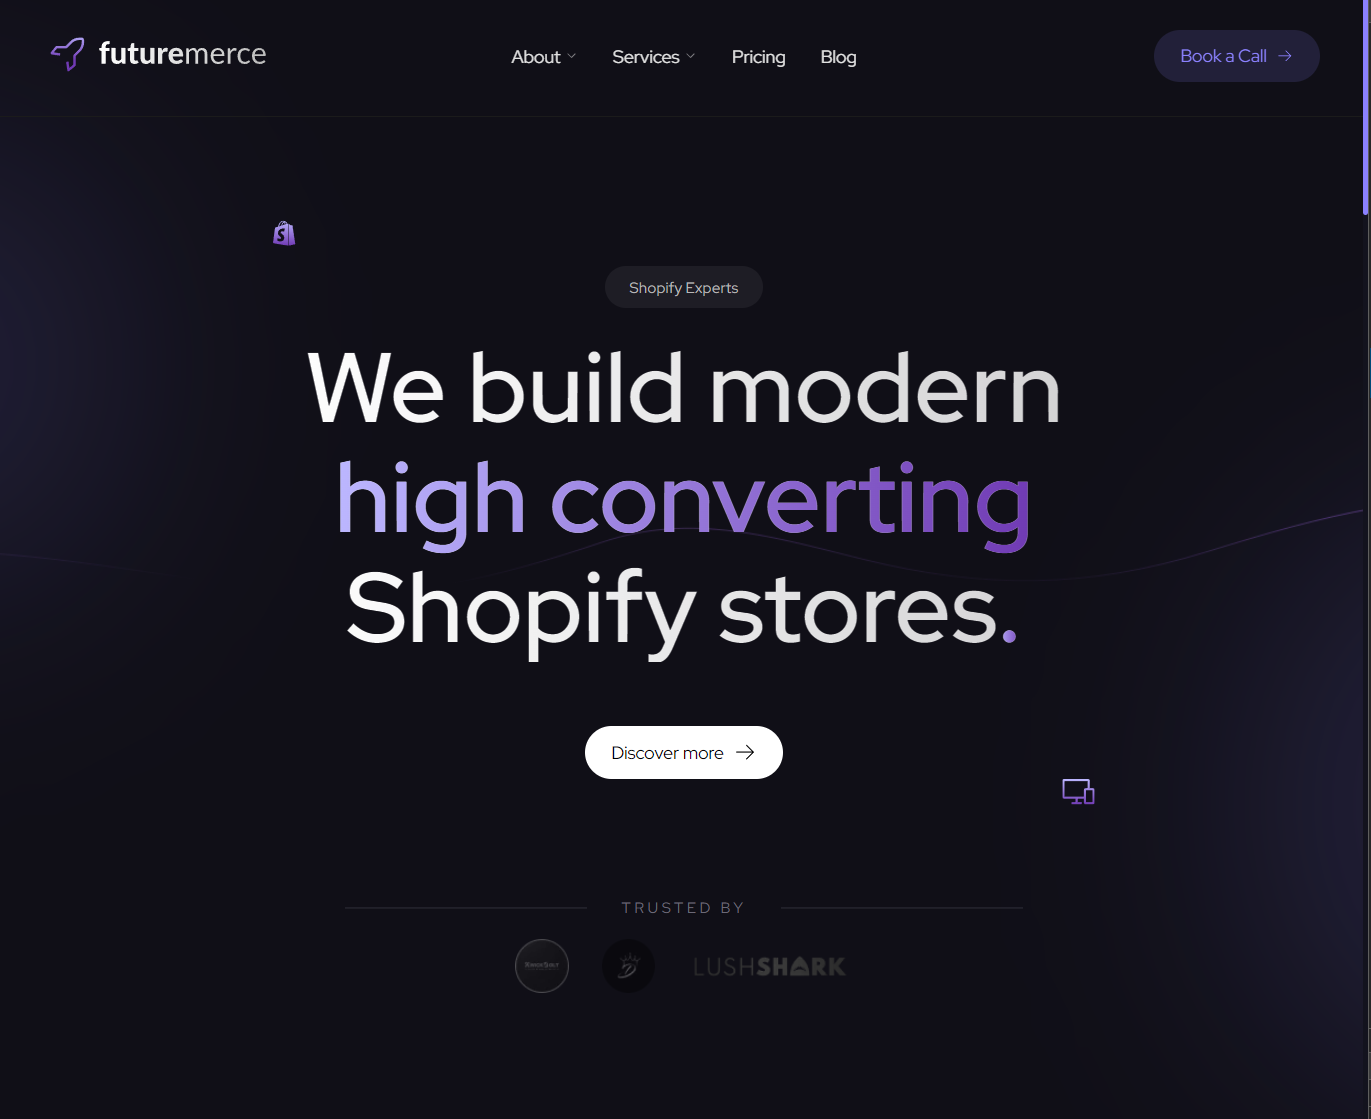 futuremerce
About
Services
Pricing
Blog
Book a Call
Shopify Experts
We build modern
high converting
Shopify stores.
Discover more
TRUSTED BY
LUSHSHARK